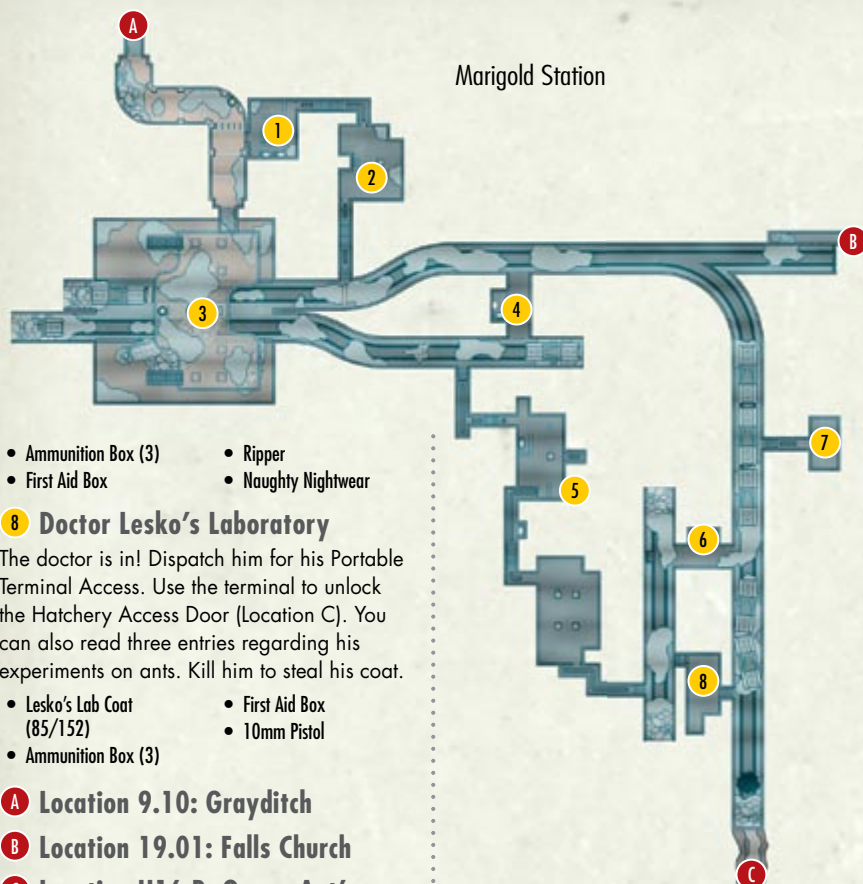 A
Marigold Station
1
2
B
3
4
7
5
6
8
C
• Ammunition Box (3)
• First Aid Box
• Ripper
• Naughty Nightwear
8 Doctor Lesko's Laboratory
The doctor is in! Dispatch him for his Portable
Terminal Access. Use the terminal to unlock
the Hatchery Access Door (Location C). You
can also read three entries regarding his
experiments on ants. Kill him to steal his coat.
• Lesko's Lab Coat
(85/152)
• Ammunition Box (3)
• First Aid Box
• 10mm Pistol
A Location 9.10: Grayditch
B Location 19.01: Falls Church
C Location U16.B: Queen Ant's